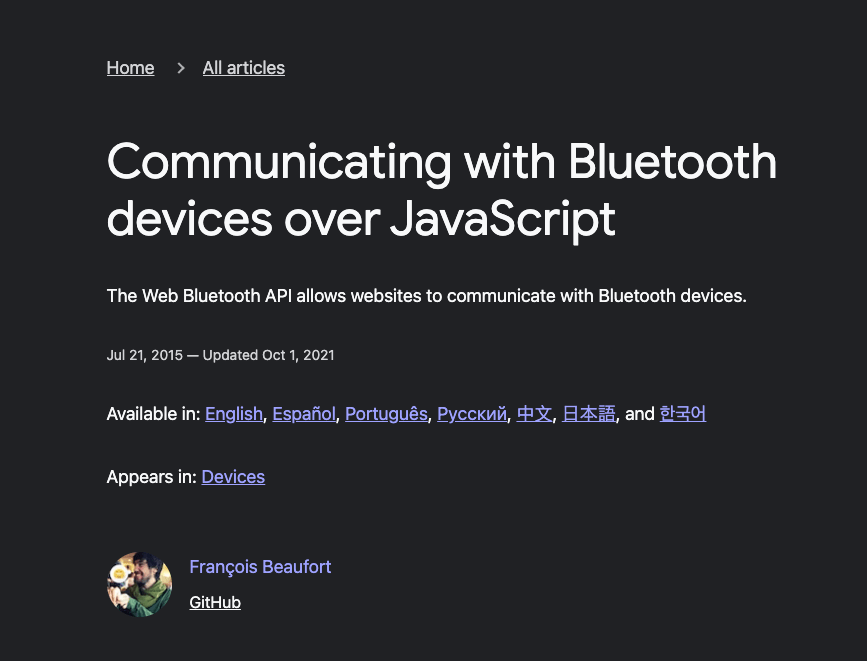 Home > All articles
Communicating with Bluetooth
devices over JavaScript
The Web Bluetooth API allows websites to communicate with Bluetooth devices.
Jul 21, 2015 — Updated Oct 1, 2021
Available in: English, Español, Português, Русский, 中文, 日本語, and 한국어
Appears in: Devices
François Beaufort
GitHub